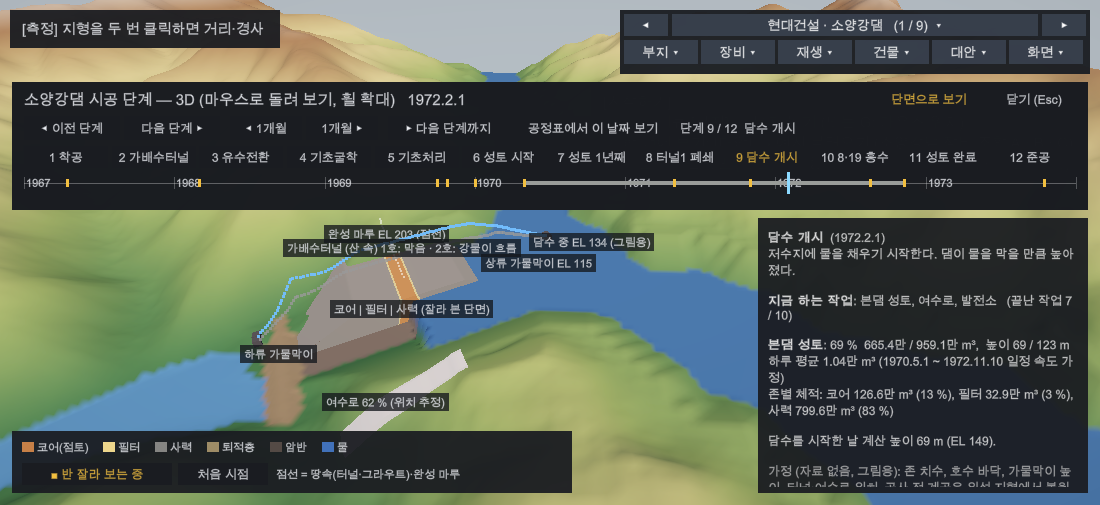 [측정] 지형을 두 번 클릭하면 거리·경사
◂ 현대건설 · 소양강댐 (1 / 9) ▾ ▸
부지 ▾ 장비 ▾ 재생 ▾ 건물 ▾ 대안 ▾ 화면 ▾
소양강댐 시공 단계 — 3D (마우스로 돌려 보기, 휠 확대) 1972.2.1 단면으로 보기 닫기 (Esc)
◂ 이전 단계 다음 단계 ▸ ◂ 1개월 1개월 ▸ ▸ 다음 단계까지 공정표에서 이 날짜 보기 단계 9 / 12 담수 개시
1 착공 2 가배수터널 3 유수전환 4 기초굴착 5 기초처리 6 성토 시작 7 성토 1년째 8 터널1 폐쇄 9 담수 개시 10 8·19 홍수 11 성토 완료 12 준공
1967 1968 1969 1970 1971 1972 1973
완성 마루 EL 203 (점선)
가배수터널 (산 속) 1호: 막음 · 2호: 강물이 흐름
담수 중 EL 134 (그림용)
상류 가물막이 EL 115
코어 | 필터 | 사력 (잘라 본 단면)
하류 가물막이
여수로 62 % (위치 추정)
담수 개시 (1972.2.1)
저수지에 물을 채우기 시작한다. 댐이 물을 막을 만큼 높아
졌다.
지금 하는 작업: 본댐 성토, 여수로, 발전소 (끝난 작업 7
/ 10)
본댐 성토: 69 % 665.4만 / 959.1만 m³, 높이 69 / 123 m
하루 평균 1.04만 m³ (1970.5.1 ~ 1972.11.10 일정 속도 가
정)
존별 체적: 코어 126.6만 m³ (13 %), 필터 32.9만 m³ (3 %),
사력 799.6만 m³ (83 %)
담수를 시작한 날 계산 높이 69 m (EL 149).
가정 (자료 없음, 그림용): 존 치수, 호수 바닥, 가물막이 높
코어(점토) 필터 사력 퇴적층 암반 물
■ 반 잘라 보는 중 처음 시점 점선 = 땅속(터널·그라우트)·완성 마루